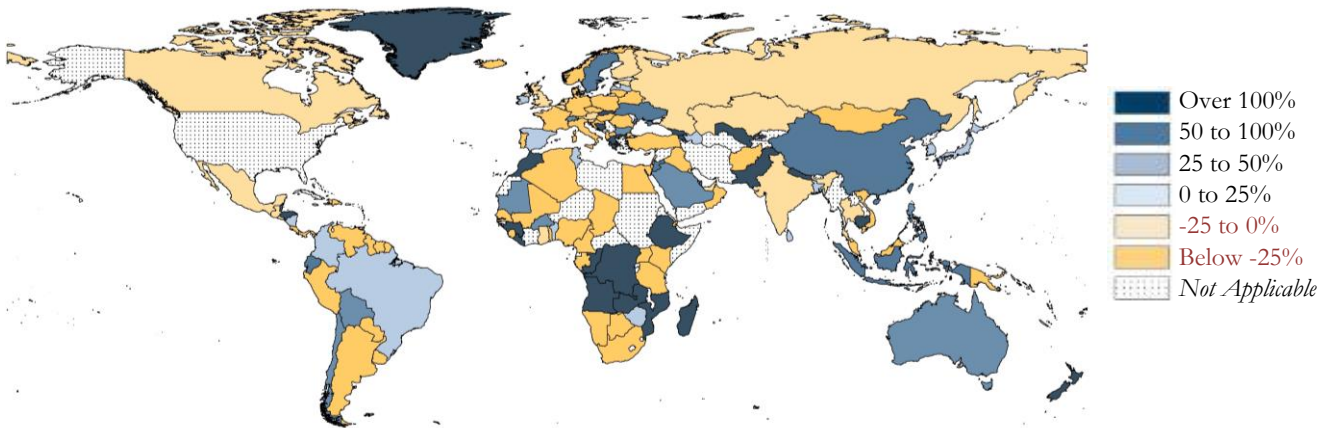 Over 100%
50 to 100%
25 to 50%
0 to 25%
-25 to 0%
Below -25%
Not Applicable